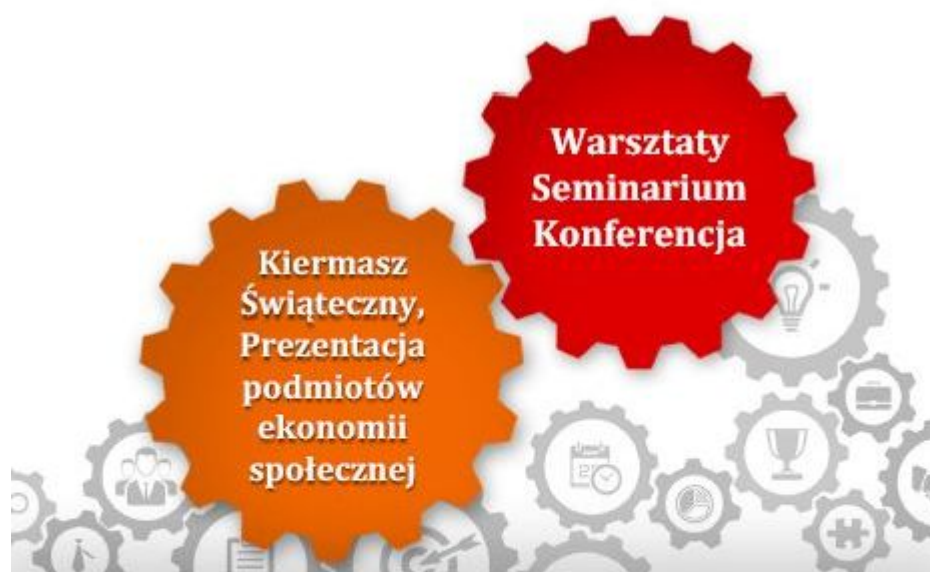 Warsztaty
Seminarium
Konferencja
Kiermasz
Świąteczny,
Prezentacja
podmiotów
ekonomii
społecznej